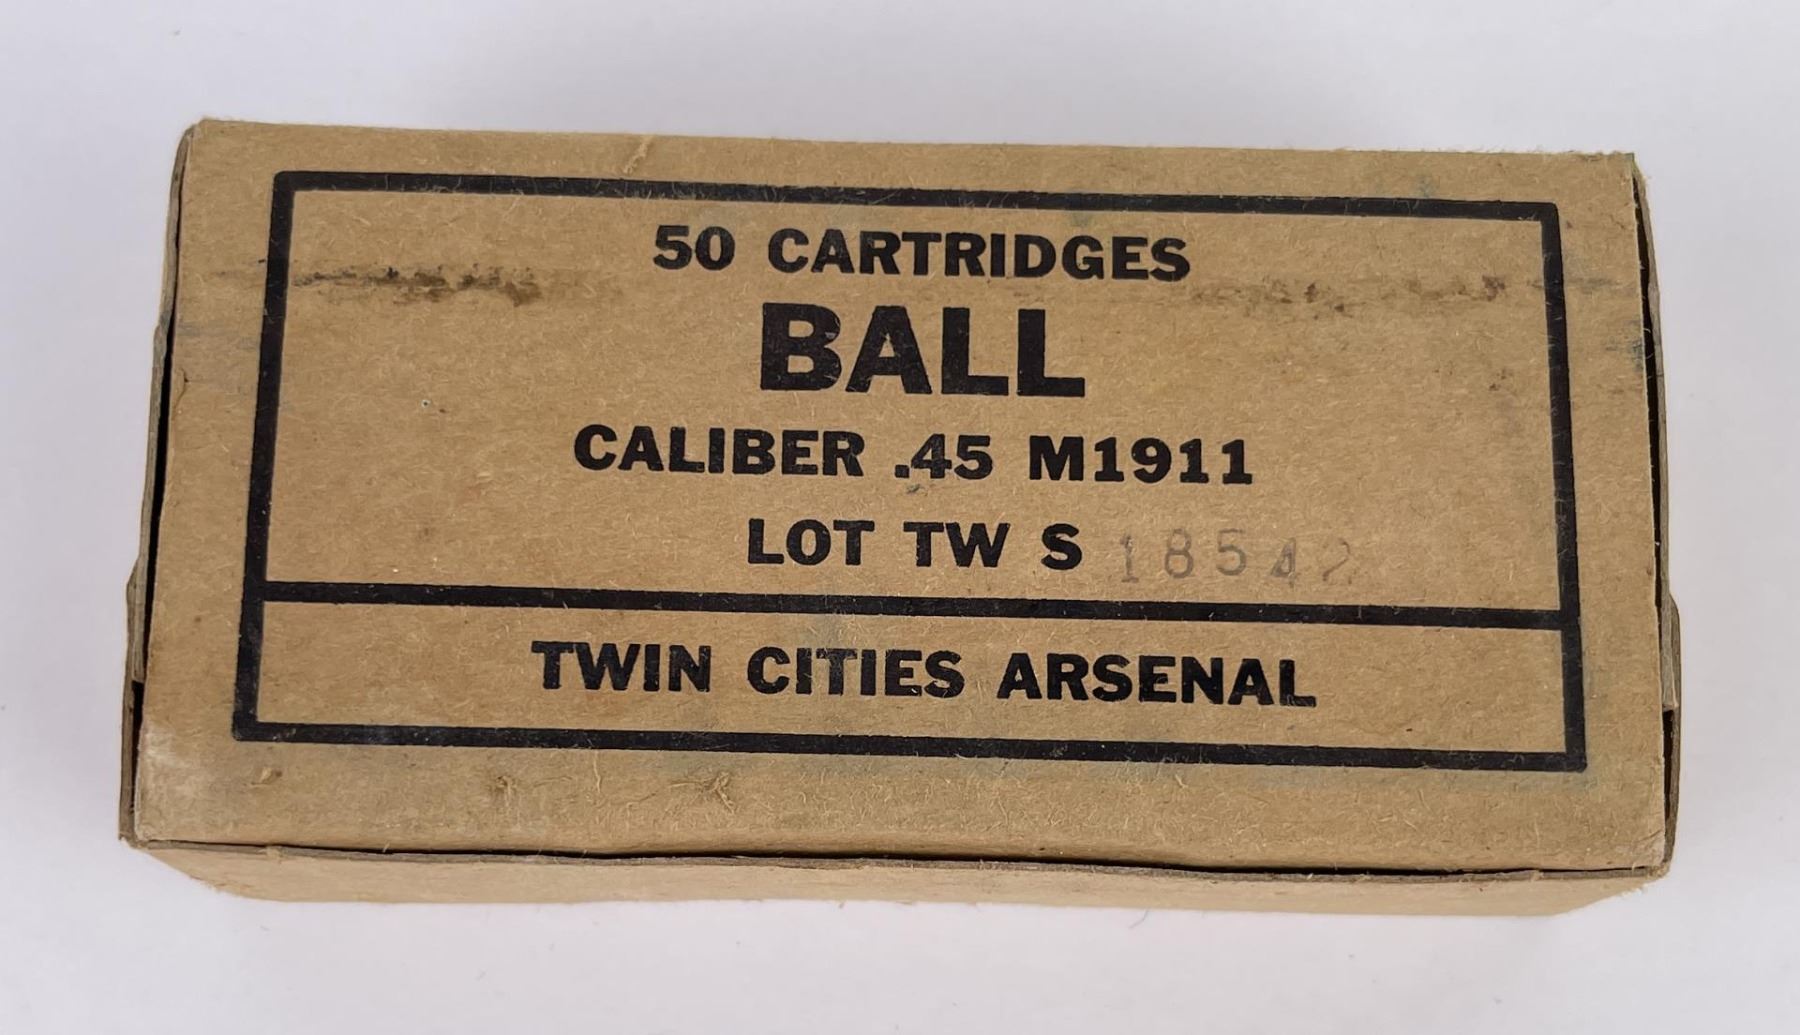 50 CARTRIDGES
BALL
CALIBER .45 M1911
LOT TW S 18542
TWIN CITIES ARSENAL